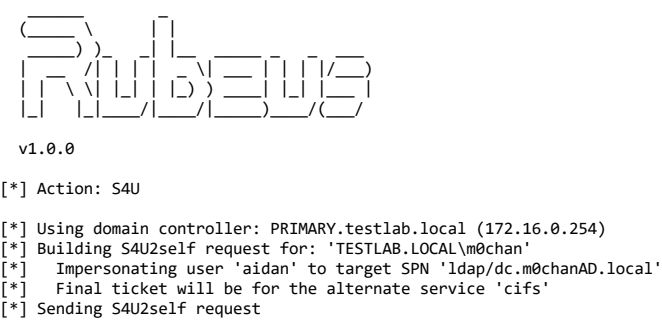 Rubeus
v1.0.0
[*] Action: S4U
[*] Using domain controller: PRIMARY.testlab.local (172.16.0.254)
[*] Building S4U2self request for: 'TESTLAB.LOCAL\m0chan'
[*]   Impersonating user 'aidan' to target SPN 'ldap/dc.m0chanAD.local'
[*]   Final ticket will be for the alternate service 'cifs'
[*] Sending S4U2self request